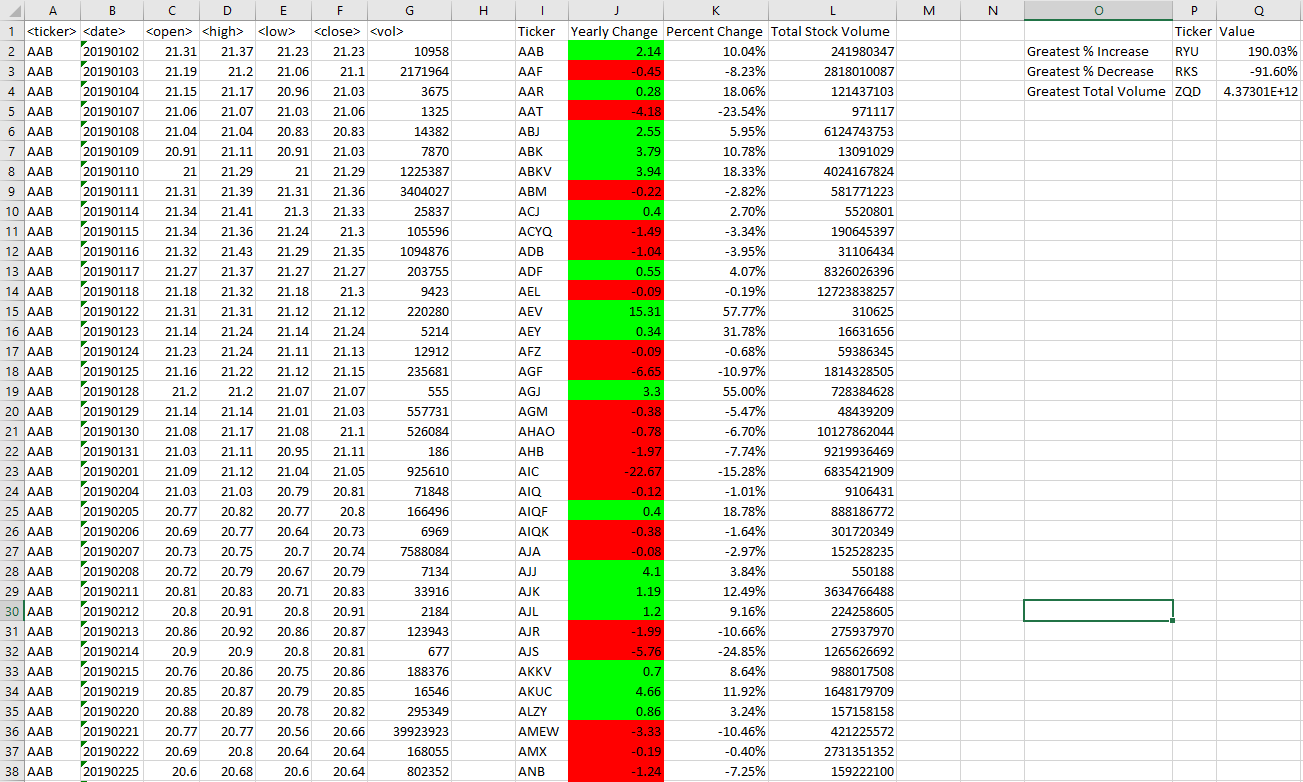 A B C D E F G H I J K L M N O P Q
1 <ticker> <date> <open> <high> <low> <close> <vol> Ticker Yearly Change Percent Change Total Stock Volume Ticker Value
2 AAB 20190102 21.31 21.37 21.23 21.23 10958 AAB 2.14 10.04% 241980347 Greatest % Increase RYU 190.03%
3 AAB 20190103 21.19 21.2 21.06 21.1 2171964 AAF -0.45 -8.23% 2818010087 Greatest % Decrease RKS -91.60%
4 AAB 20190104 21.15 21.17 20.96 21.03 3675 AAR 0.28 18.06% 121437103 Greatest Total Volume ZQD 4.37301E+12
5 AAB 20190107 21.06 21.07 21.03 21.06 1325 AAT -4.18 -23.54% 971117
6 AAB 20190108 21.04 21.04 20.83 20.83 14382 ABJ 2.55 5.95% 6124743753
7 AAB 20190109 20.91 21.11 20.91 21.03 7870 ABK 3.79 10.78% 13091029
8 AAB 20190110 21 21.29 21 21.29 1225387 ABKV 3.94 18.33% 4024167824
9 AAB 20190111 21.31 21.39 21.31 21.36 3404027 ABM -0.22 -2.82% 581771223
10 AAB 20190114 21.34 21.41 21.3 21.33 25837 ACJ 0.4 2.70% 5520801
11 AAB 20190115 21.34 21.36 21.24 21.3 105596 ACYQ -1.49 -3.34% 190645397
12 AAB 20190116 21.32 21.43 21.29 21.35 1094876 ADB -1.04 -3.95% 31106434
13 AAB 20190117 21.27 21.37 21.27 21.27 203755 ADF 0.55 4.07% 8326026396
14 AAB 20190118 21.18 21.32 21.18 21.3 9423 AEL -0.09 -0.19% 12723838257
15 AAB 20190122 21.31 21.31 21.12 21.12 220280 AEV 15.31 57.77% 310625
16 AAB 20190123 21.14 21.24 21.14 21.24 5214 AEY 0.34 31.78% 16631656
17 AAB 20190124 21.23 21.24 21.11 21.13 12912 AFZ -0.09 -0.68% 59386345
18 AAB 20190125 21.16 21.22 21.12 21.15 235681 AGF -6.65 -10.97% 1814328505
19 AAB 20190128 21.2 21.2 21.07 21.07 555 AGJ 3.3 55.00% 728384628
20 AAB 20190129 21.14 21.14 21.01 21.03 557731 AGM -0.38 -5.47% 48439209
21 AAB 20190130 21.08 21.17 21.08 21.1 526084 AHAO -0.78 -6.70% 10127862044
22 AAB 20190131 21.03 21.11 20.95 21.11 186 AHB -1.97 -7.74% 9219936469
23 AAB 20190201 21.09 21.12 21.04 21.05 925610 AIC -22.67 -15.28% 6835421909
24 AAB 20190204 21.03 21.03 20.79 20.81 71848 AIQ -0.12 -1.01% 9106431
25 AAB 20190205 20.77 20.82 20.77 20.8 166496 AIQF 0.4 18.78% 888186772
26 AAB 20190206 20.69 20.77 20.64 20.73 6969 AIQK -0.38 -1.64% 301720349
27 AAB 20190207 20.73 20.75 20.7 20.74 7588084 AJA -0.08 -2.97% 152528235
28 AAB 20190208 20.72 20.79 20.67 20.79 7134 AJJ 4.1 3.84% 550188
29 AAB 20190211 20.81 20.83 20.71 20.83 33916 AJK 1.19 12.49% 3634766488
30 AAB 20190212 20.8 20.91 20.8 20.91 2184 AJL 1.2 9.16% 224258605
31 AAB 20190213 20.86 20.92 20.86 20.87 123943 AJR -1.99 -10.66% 275937970
32 AAB 20190214 20.9 20.9 20.8 20.81 677 AJS -5.76 -24.85% 1265626692
33 AAB 20190215 20.76 20.86 20.75 20.86 188376 AKKV 0.7 8.64% 988017508
34 AAB 20190219 20.85 20.87 20.79 20.85 16546 AKUC 4.66 11.92% 1648179709
35 AAB 20190220 20.88 20.89 20.78 20.82 295349 ALZY 0.86 3.24% 157158158
36 AAB 20190221 20.77 20.77 20.56 20.66 39923923 AMEW -3.33 -10.46% 421225572
37 AAB 20190222 20.69 20.8 20.64 20.64 168055 AMX -0.19 -0.40% 2731351352
38 AAB 20190225 20.6 20.68 20.6 20.64 802352 ANB -1.24 -7.25% 159222100